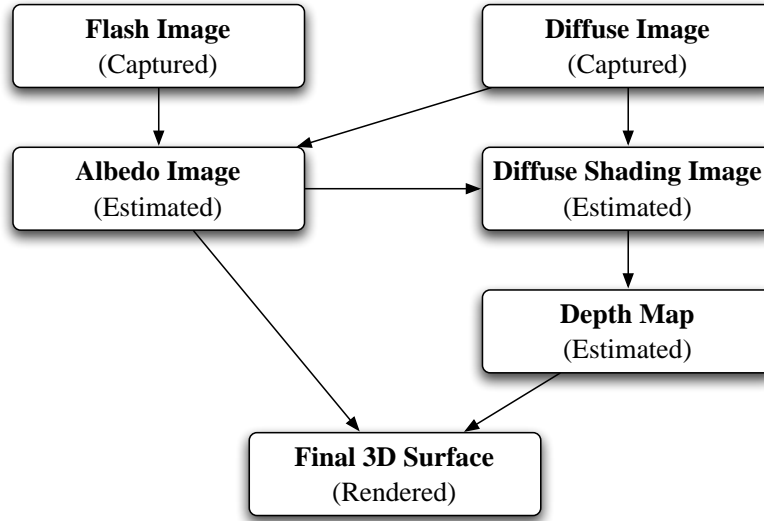 Flash Image
(Captured)
Diffuse Image
(Captured)
Albedo Image
(Estimated)
Diffuse Shading Image
(Estimated)
Depth Map
(Estimated)
Final 3D Surface
(Rendered)